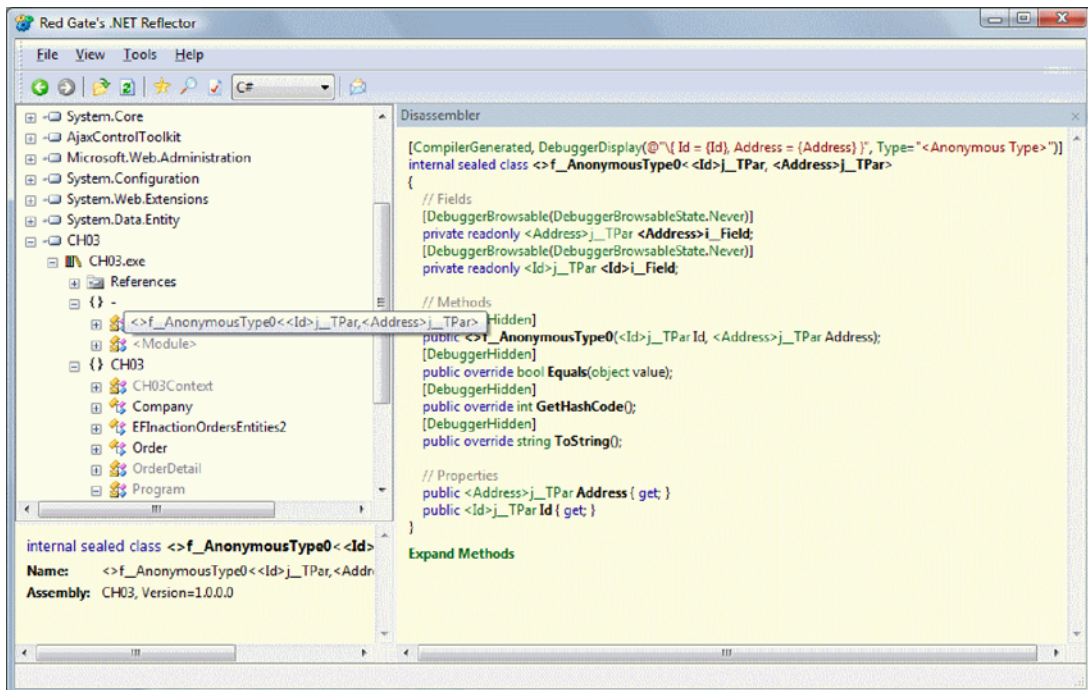 Red Gate's .NET Reflector
File View Tools Help
C#
System.Core
AjaxControlToolkit
Microsoft.Web.Administration
System.Configuration
System.Web.Extensions
System.Data.Entity
CH03
CH03.exe
References
{} -
<>f__AnonymousType0<<Id>j__TPar,<Address>j__TPar>
<Module>
{} CH03
CH03Context
Company
EFInactionOrdersEntities2
Order
OrderDetail
Program
internal sealed class <>f__AnonymousType0<<Id>
Name: <>f__AnonymousType0<<Id>j__TPar,<Addr
Assembly: CH03, Version=1.0.0.0
Disassembler
[CompilerGenerated, DebuggerDisplay(@"\{ Id = {Id}, Address = {Address} }", Type="<Anonymous Type>")]
internal sealed class <>f__AnonymousType0<<Id>j__TPar, <Address>j__TPar>
{
// Fields
[DebuggerBrowsable(DebuggerBrowsableState.Never)]
private readonly <Address>j__TPar <Address>i__Field;
[DebuggerBrowsable(DebuggerBrowsableState.Never)]
private readonly <Id>j__TPar <Id>i__Field;
// Methods
Hidden]
public <>f__AnonymousType0(<Id>j__TPar Id, <Address>j__TPar Address);
[DebuggerHidden]
public override bool Equals(object value);
[DebuggerHidden]
public override int GetHashCode();
[DebuggerHidden]
public override string ToString();
// Properties
public <Address>j__TPar Address { get; }
public <Id>j__TPar Id { get; }
}
Expand Methods